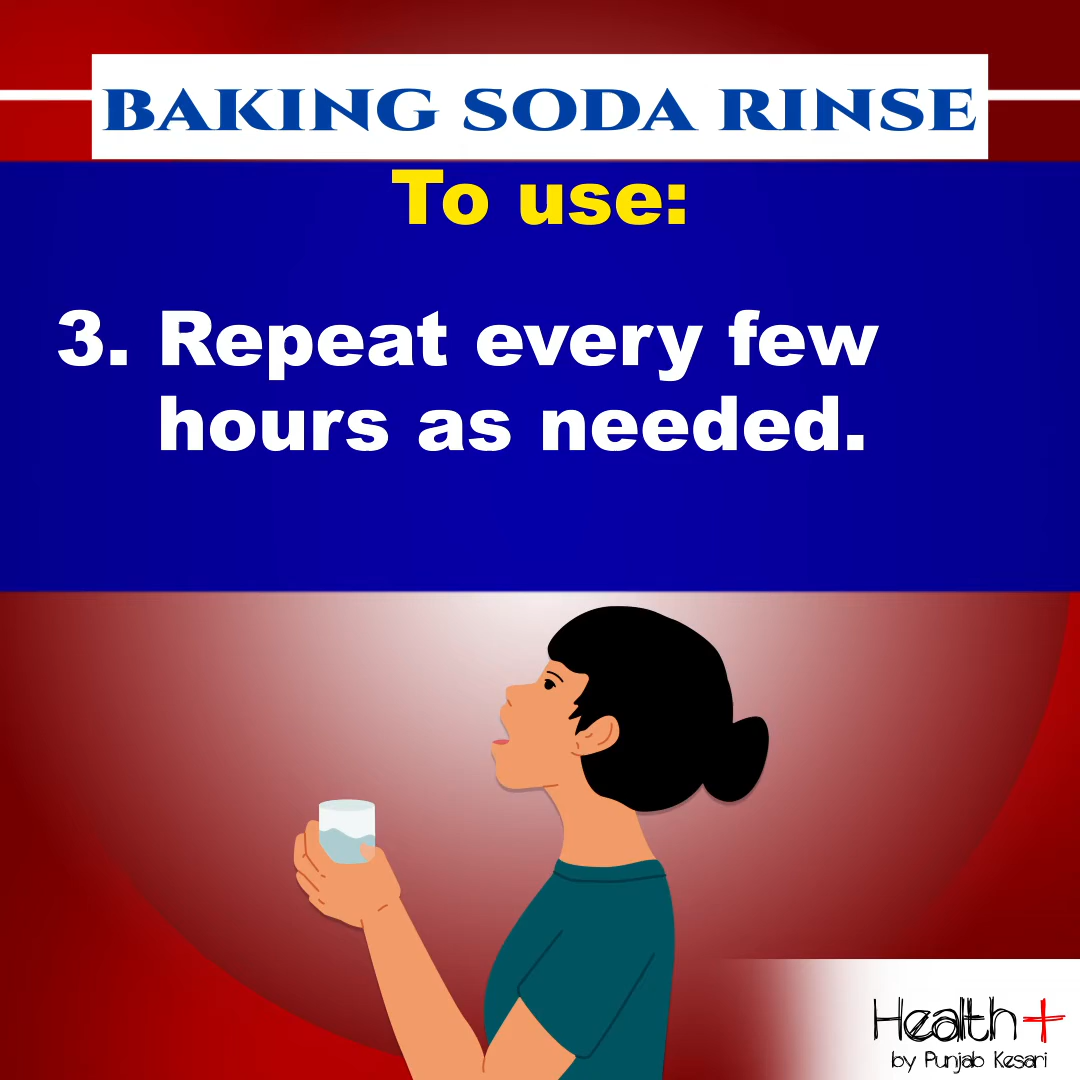 BAKING SODA RINSE
To use:
3. Repeat every few
hours as needed.
Health+
by Punjab Kesari